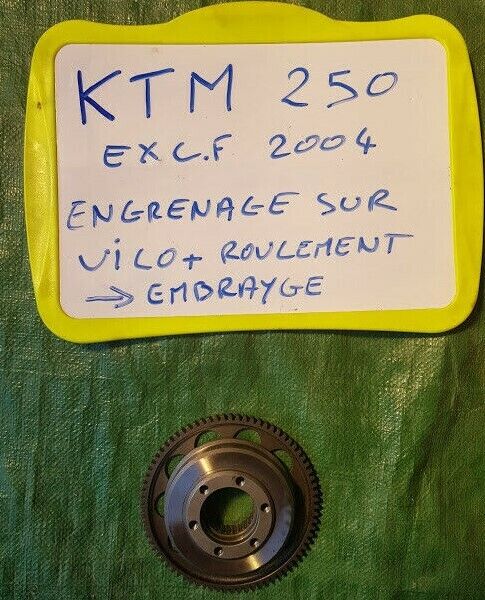 KTM 250
EXC.F 2004
ENGRENAGE SUR
ViLO + ROULEMENT
→ EMBRAYGE